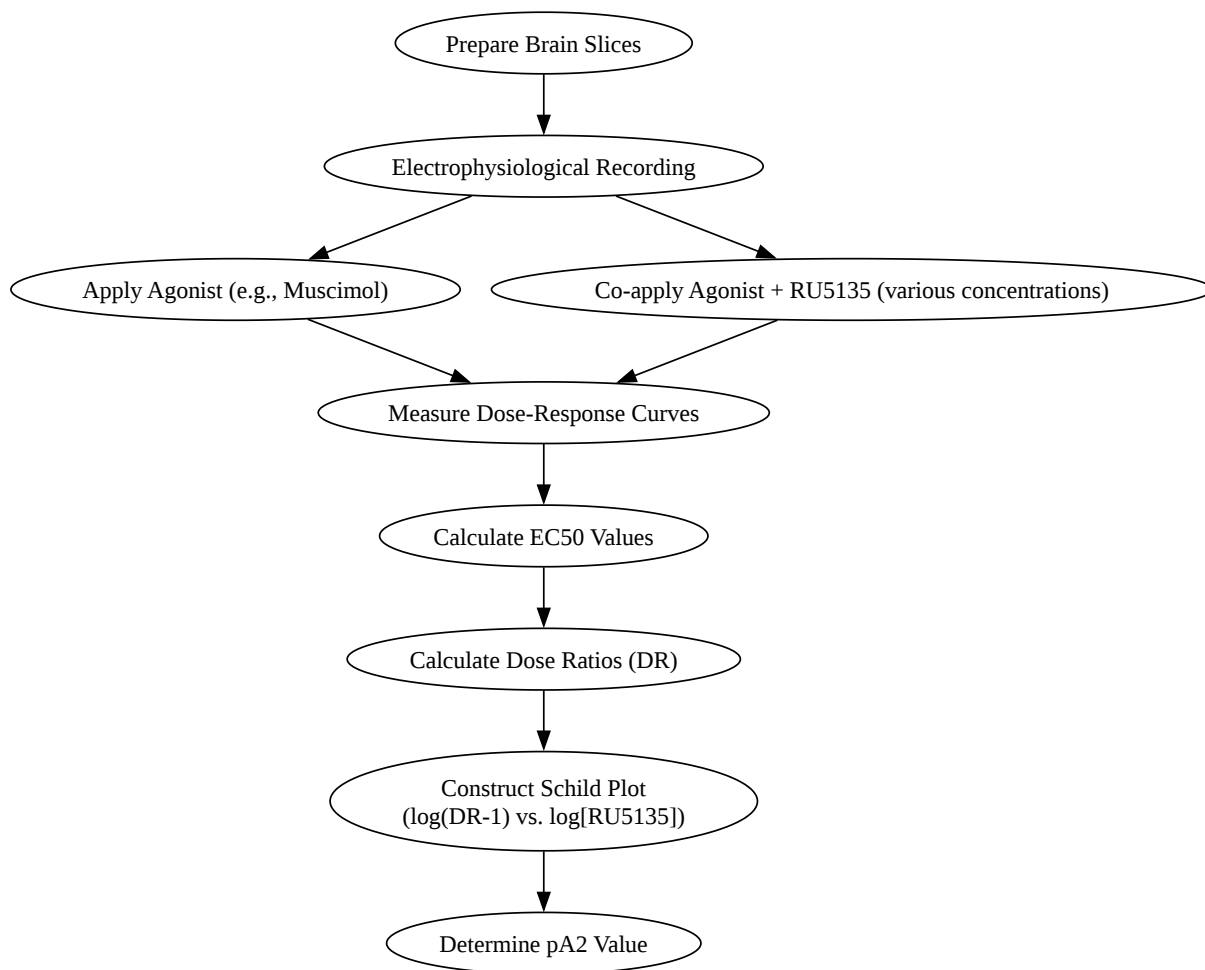 Prepare Brain Slices
Electrophysiological Recording
Apply Agonist (e.g., Muscimol)
Co-apply Agonist + RU5135 (various concentrations)
Measure Dose-Response Curves
Calculate EC50 Values
Calculate Dose Ratios (DR)
Construct Schild Plot
(log(DR-1) vs. log[RU5135])
Determine pA2 Value